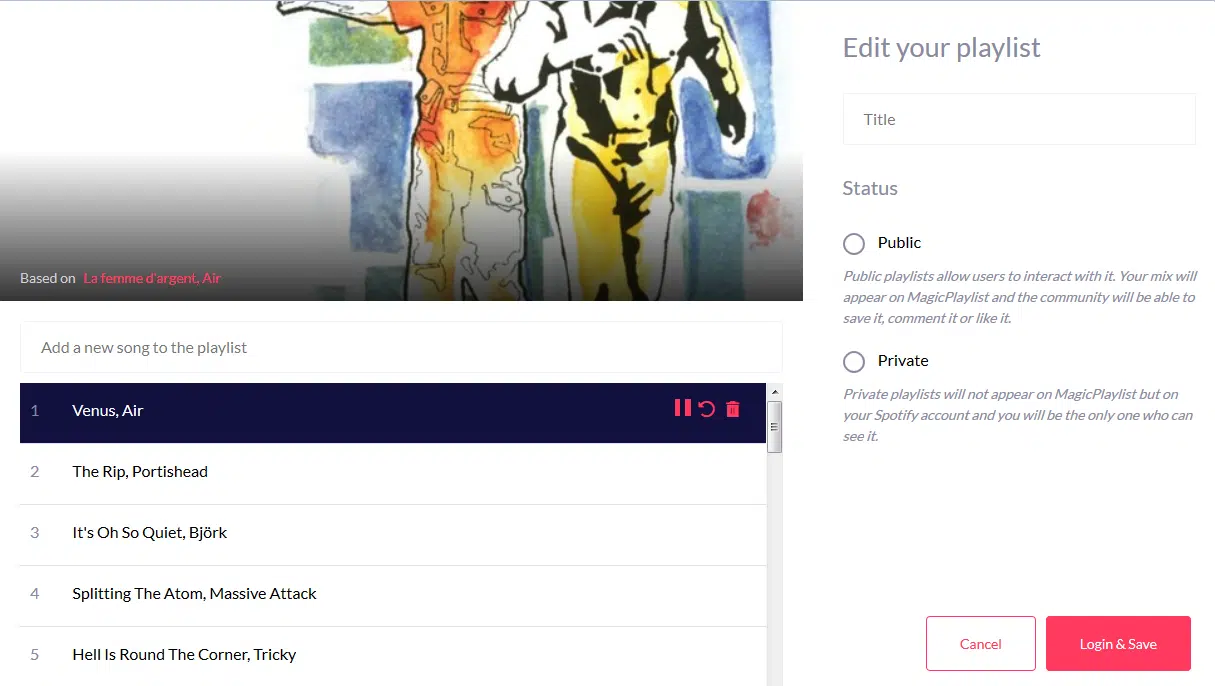 Based on La femme d'argent, Air
Add a new song to the playlist
1 Venus, Air
2 The Rip, Portishead
3 It's Oh So Quiet, Björk
4 Splitting The Atom, Massive Attack
5 Hell Is Round The Corner, Tricky
Edit your playlist
Title
Status
Public
Public playlists allow users to interact with it. Your mix will
appear on MagicPlaylist and the community will be able to
save it, comment it or like it.
Private
Private playlists will not appear on MagicPlaylist but on
your Spotify account and you will be the only one who can
see it.
Cancel
Login & Save